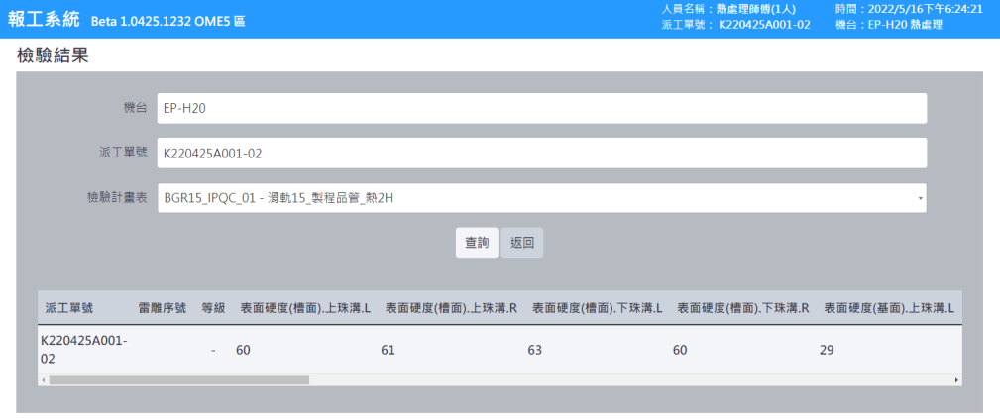 報工系統 Beta 1.0425.1232 OME5 區
人員名稱：熱處理師傅(1人) 時間：2022/5/16下午6:24:21
派工單號： K220425A001-02 機台：EP-H20 熱處理
檢驗結果
機台 EP-H20
派工單號 K220425A001-02
檢驗計畫表 BGR15_IPQC_01 - 滑軌15_製程品管_熱2H
查詢 返回
派工單號 雷雕序號 等級 表面硬度(槽面).上珠溝.L 表面硬度(槽面).上珠溝.R 表面硬度(槽面).下珠溝.L 表面硬度(槽面).下珠溝.R 表面硬度(基面).上珠溝.L
K220425A001-
02 - 60 61 63 60 29